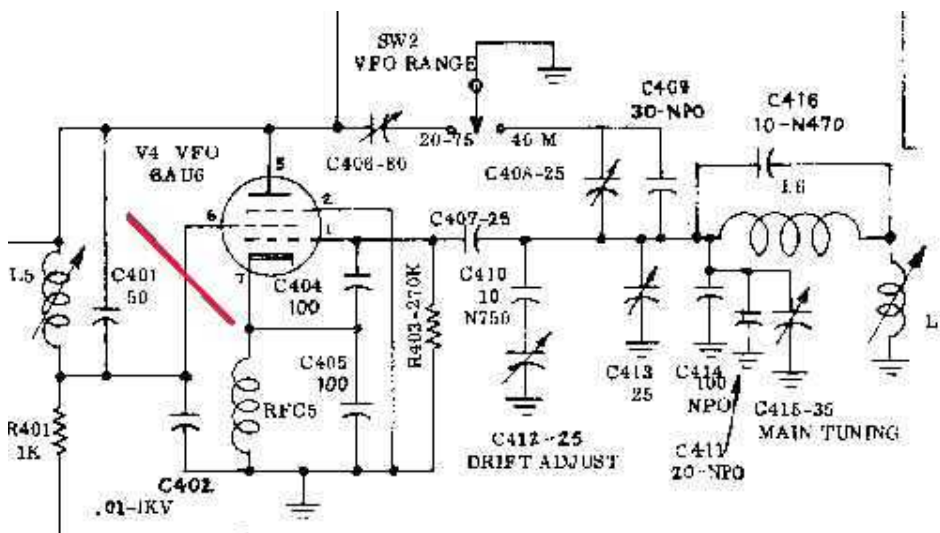 SW2
VFO RANGE
C409
30-NPO
C416
10-N470
L6
V4 VFO
6AU6
5
C406-80
20-75
40 M
C408-25
6
2
1
7
C407-25
L5
C401
50
C404
100
C410
10
N750
R403-270K
C405
100
RFC5
C413
25
C414
100
NPO
L
R401
1K
C402
.01-1KV
C412-25
DRIFT ADJUST
C411
20-NPO
C415-35
MAIN TUNING